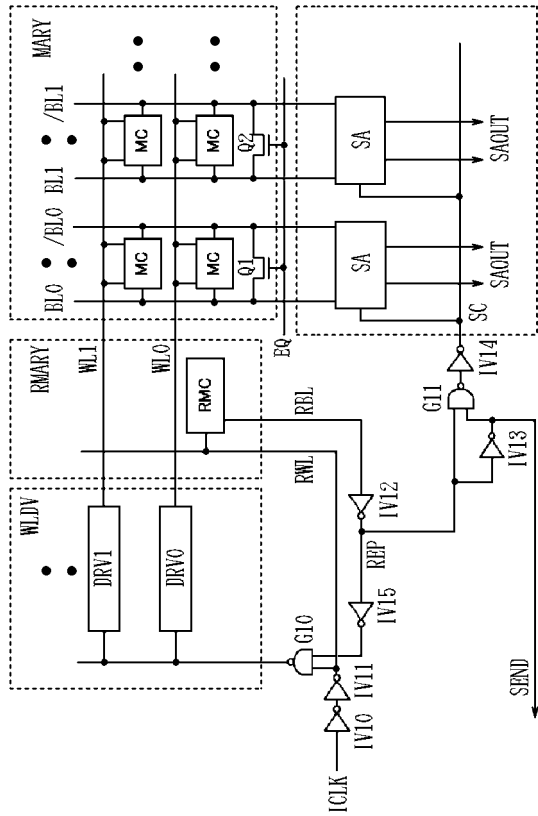 WLDV
RMARY
MARY
BL0
/BL0
BL1
/BL1
DRV1
WL1
MC
MC
DRV0
WL0
MC
MC
RMC
Q1
Q2
EQ
G10
RWL
RBL
SA
SA
ICLK
IV10
IV11
IV15
REP
IV12
SAOUT
SAOUT
G11
IV14
SC
IV13
SEND